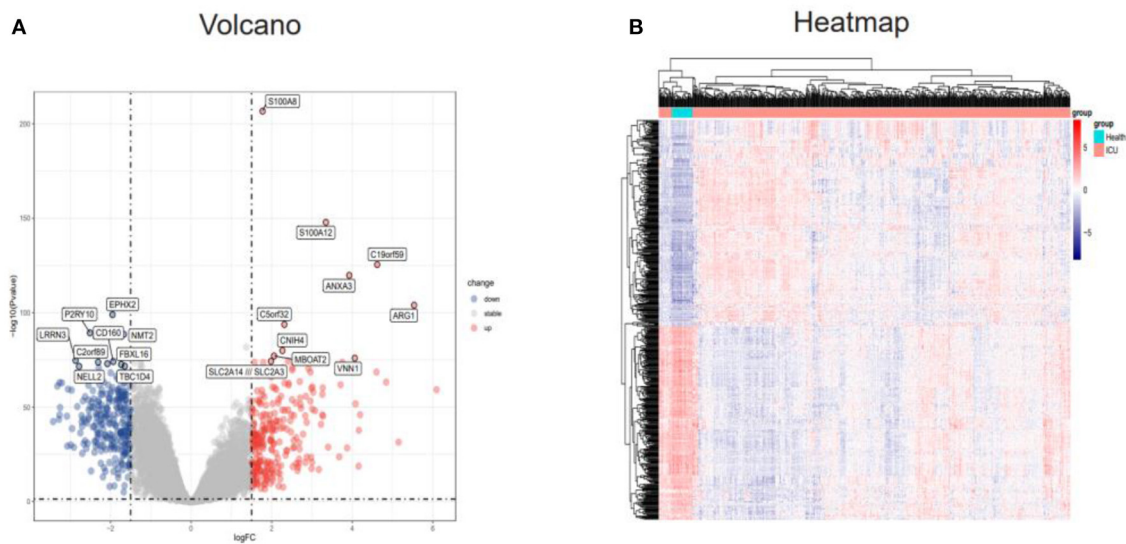 A
Volcano
S100A8
S100A12
C19orf59
ANXA3
ARG1
EPHX2
P2RY10
C5orf32
LRRN3
CD160
NMT2
CNIH4
C2orf89
FBXL16
MBOAT2
VNN1
NELL2
TBC1D4
SLC2A14 /// SLC2A3
change
down
stable
up
−log10(Pvalue)
200
150
100
50
0
−2
0
2
4
6
logFC
B
Heatmap
group
group
Health
ICU
5
0
−5